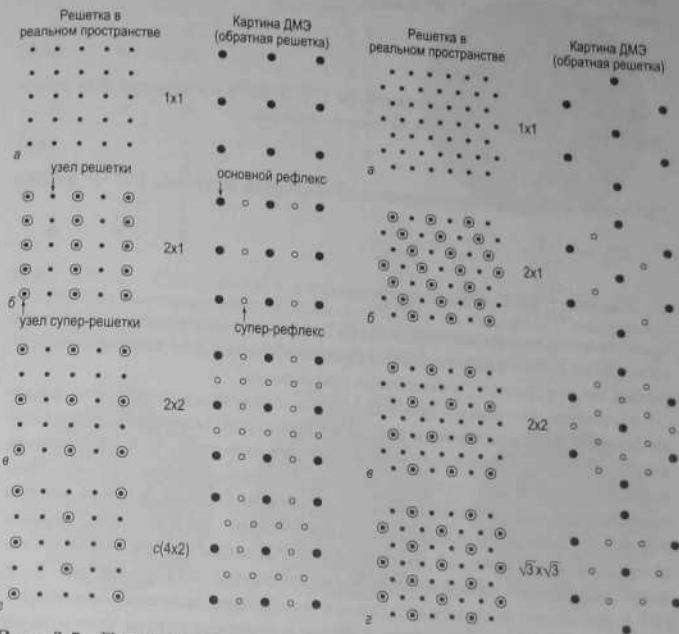 Решетка в
реальном пространстве
Картина ДМЭ
(обратная решетка)
1x1
а
узел решетки
основной рефлекс
2x1
б
узел супер-решетки
супер-рефлекс
2x2
в
c(4x2)
Решетка в
реальном пространстве
Картина ДМЭ
(обратная решетка)
1x1
а
2x1
б
2x2
в
√3x√3
г